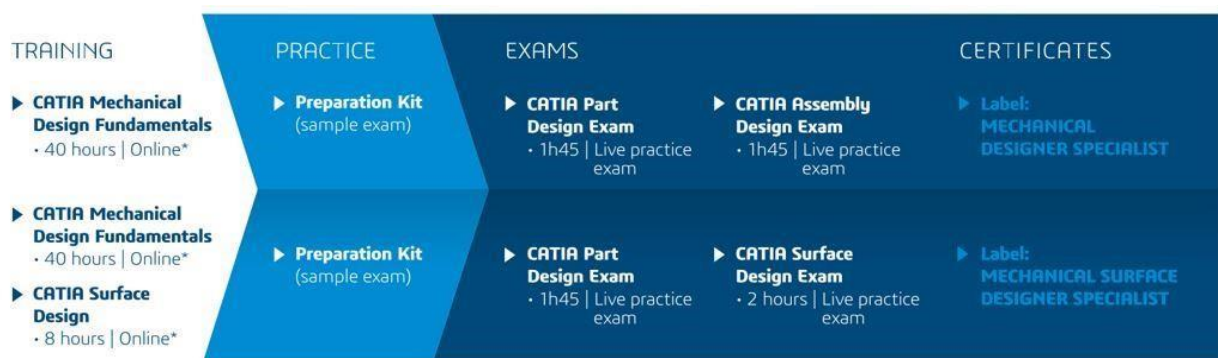 TRAINING
PRACTICE
EXAMS
CERTIFICATES
▶ CATIA Mechanical
Design Fundamentals
• 40 hours | Online*
▶ Preparation Kit
(sample exam)
▶ CATIA Part
Design Exam
• 1h45 | Live practice
exam
▶ CATIA Assembly
Design Exam
• 1h45 | Live practice
exam
▶ Label:
MECHANICAL
DESIGNER SPECIALIST
▶ CATIA Mechanical
Design Fundamentals
• 40 hours | Online*
▶ CATIA Surface
Design
• 8 hours | Online*
▶ Preparation Kit
(sample exam)
▶ CATIA Part
Design Exam
• 1h45 | Live practice
exam
▶ CATIA Surface
Design Exam
• 2 hours | Live practice
exam
▶ Label:
MECHANICAL SURFACE
DESIGNER SPECIALIST